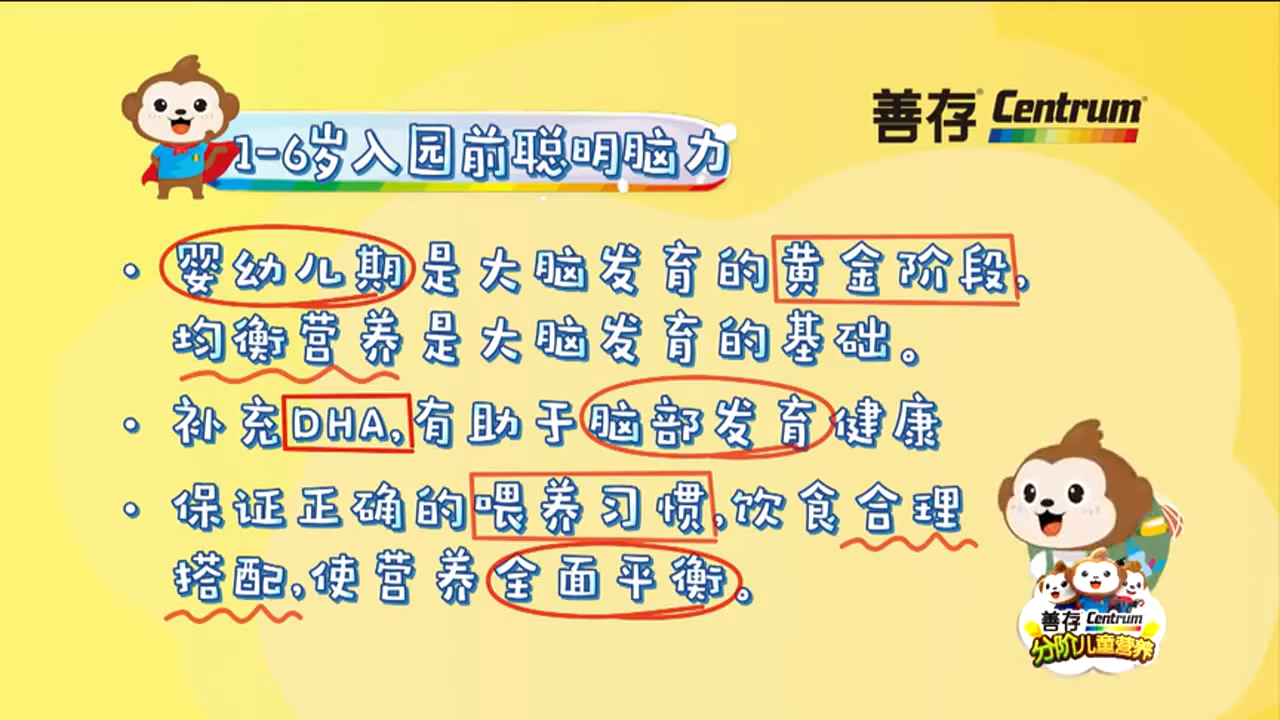 善存 Centrum
1-6岁入园前聪明脑力
• 婴幼儿期是大脑发育的黄金阶段,
均衡营养是大脑发育的基础。
• 补充DHA,有助于脑部发育健康
• 保证正确的喂养习惯,饮食合理
搭配,使营养全面平衡。
善存 Centrum
分阶儿童营养